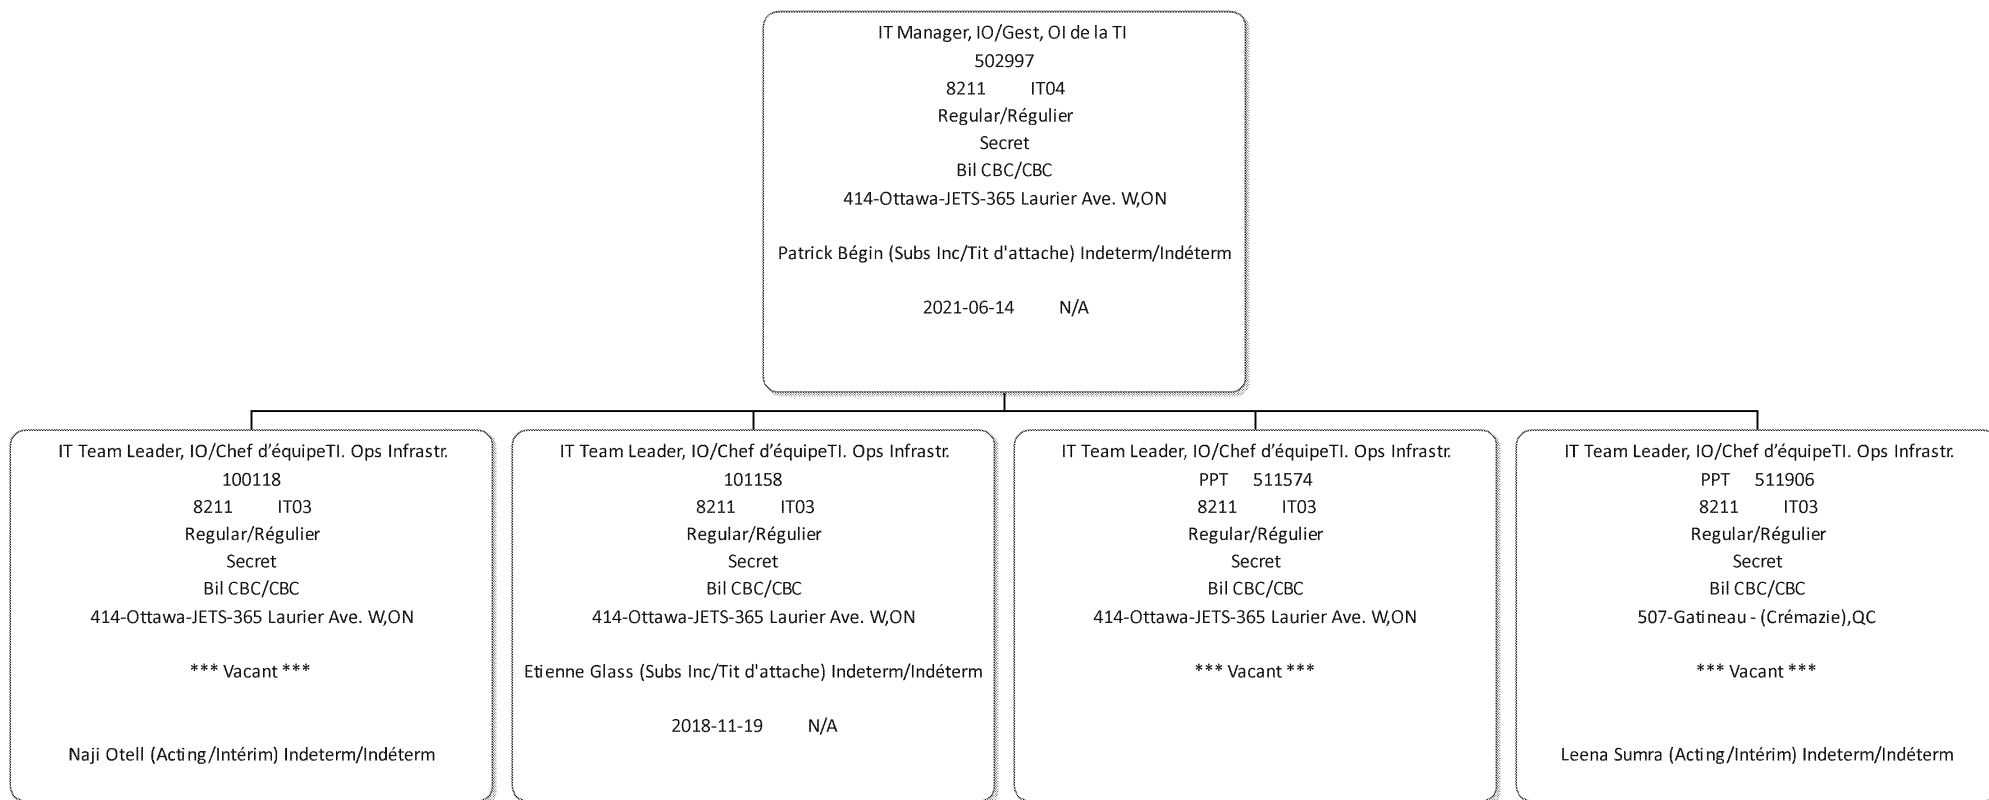 IT Manager, IO/Gest, OI de la TI
502997
8211 IT04
Regular/Régulier
Secret
Bil CBC/CBC
414-Ottawa-JETS-365 Laurier Ave. W,ON
Patrick Bégin (Subs Inc/Tit d'attache) Indeterm/Indéterm
2021-06-14 N/A
IT Team Leader, IO/Chef d’équipeTI. Ops Infrastr.
100118
8211 IT03
Regular/Régulier
Secret
Bil CBC/CBC
414-Ottawa-JETS-365 Laurier Ave. W,ON
*** Vacant ***
Naji Otell (Acting/Intérim) Indeterm/Indéterm
IT Team Leader, IO/Chef d’équipeTI. Ops Infrastr.
101158
8211 IT03
Regular/Régulier
Secret
Bil CBC/CBC
414-Ottawa-JETS-365 Laurier Ave. W,ON
Etienne Glass (Subs Inc/Tit d'attache) Indeterm/Indéterm
2018-11-19 N/A
IT Team Leader, IO/Chef d’équipeTI. Ops Infrastr.
PPT 511574
8211 IT03
Regular/Régulier
Secret
Bil CBC/CBC
414-Ottawa-JETS-365 Laurier Ave. W,ON
*** Vacant ***
IT Team Leader, IO/Chef d’équipeTI. Ops Infrastr.
PPT 511906
8211 IT03
Regular/Régulier
Secret
Bil CBC/CBC
507-Gatineau - (Crémazie),QC
*** Vacant ***
Leena Sumra (Acting/Intérim) Indeterm/Indéterm